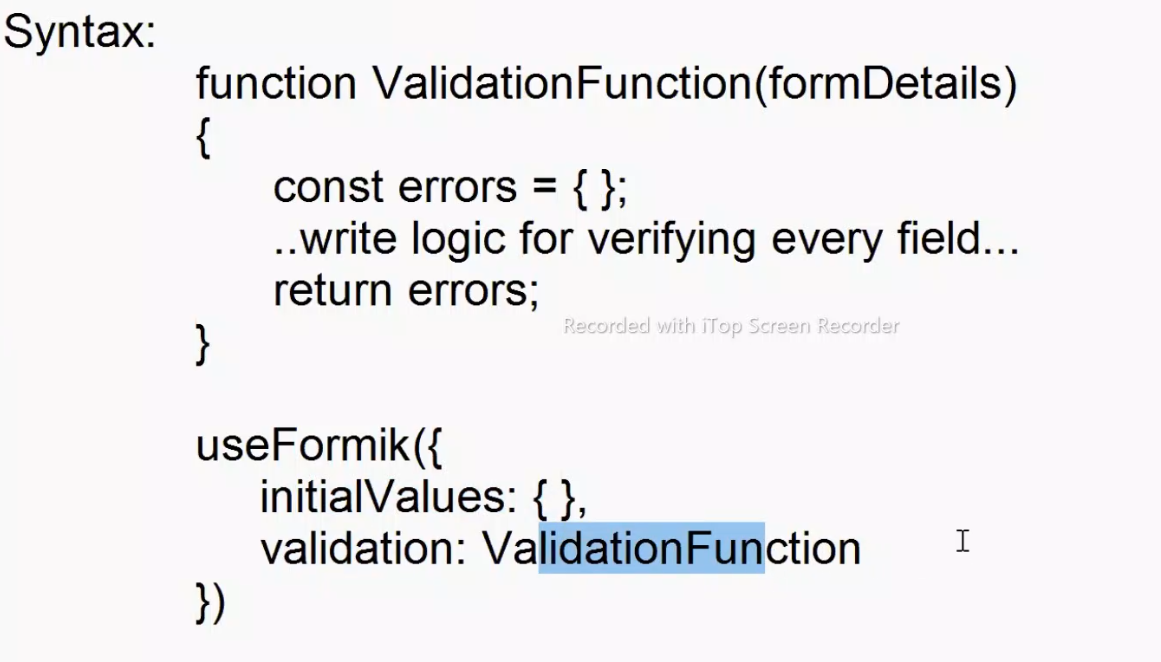 Syntax:
function ValidationFunction(formDetails)
{
const errors = { };
..write logic for verifying every field...
return errors;
Recorded with iTop Screen Recorder
}
useFormik({
initialValues: { },
validation: ValidationFunction
})